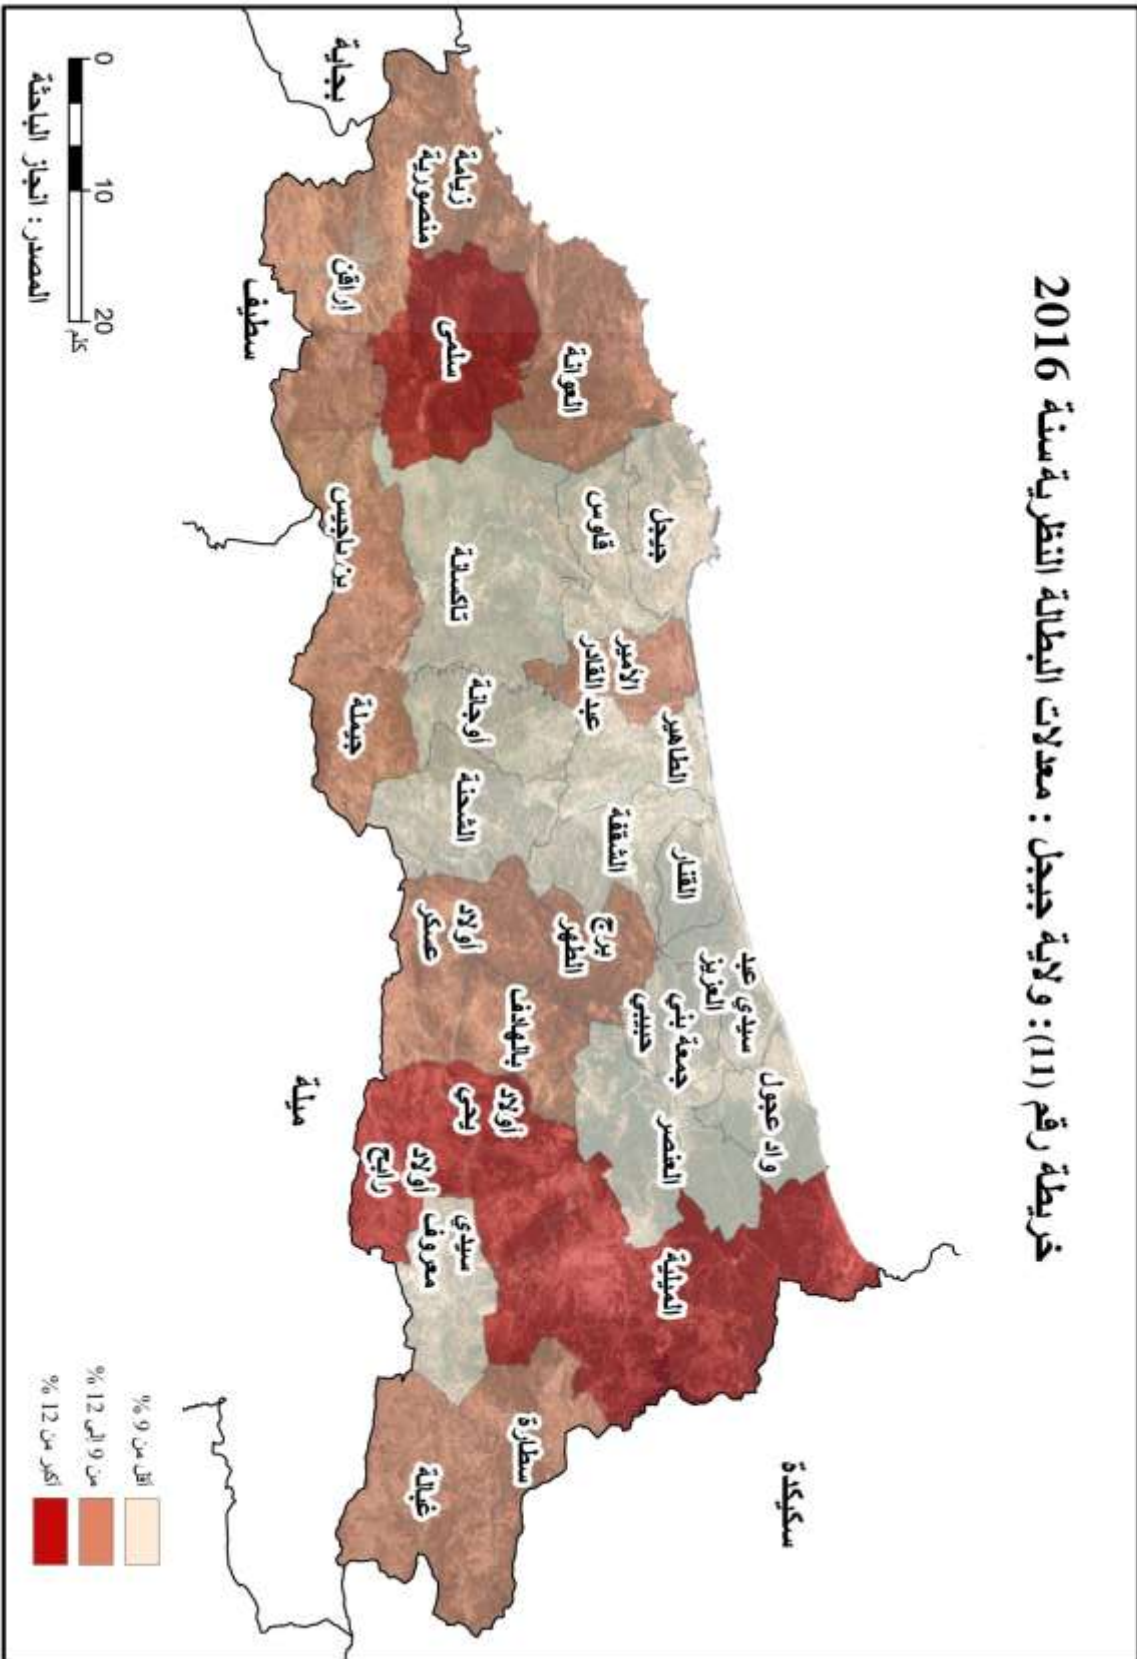 خريطة رقم (11): ولاية جيجل : معدلات البطالة النظرية سنة 2016
سكيكدة
واد عجول
سيدي عبد
العزيز
القنار
الطاهير
جيجل
الميلية
العنصر
جمعة بني
حبيبي
الشقفة
برج
الطهر
الأمير
عبد القادر
قاوس
العوانة
سطارة
أولاد
يحي
بالهادف
أولاد
عسكر
الشحنة
أوجانة
تاكسانة
سلمى
زيامة
منصورية
غبالة
سيدي
معروف
أولاد
رابح
جيملة
بن ياجيس
إراقن
بجاية
سطيف
ميلة
أقل من 9 %
من 9 إلى 12 %
أكبر من 12 %
0 10 20
كلم
المصدر : انجاز الباحثة